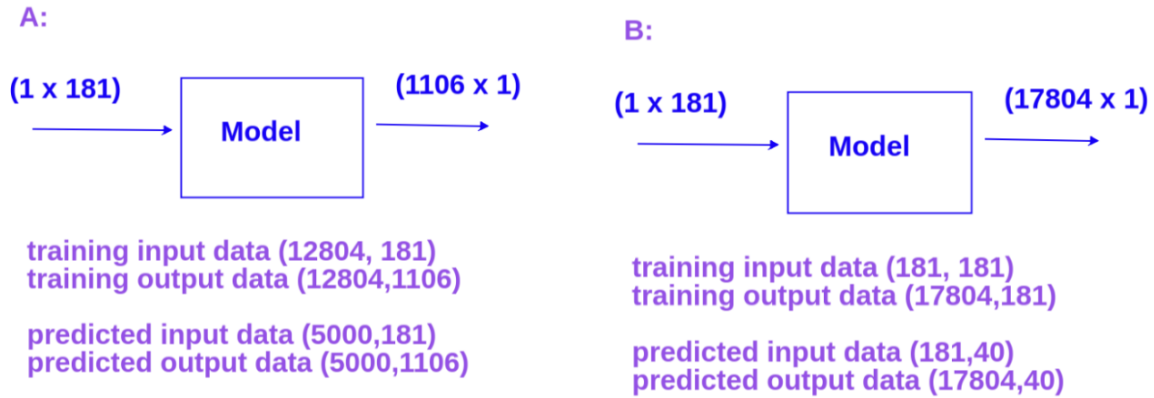 A:
(1 x 181)
Model
(1106 x 1)
training input data (12804, 181)
training output data (12804,1106)
predicted input data (5000,181)
predicted output data (5000,1106)
B:
(1 x 181)
Model
(17804 x 1)
training input data (181, 181)
training output data (17804,181)
predicted input data (181,40)
predicted output data (17804,40)